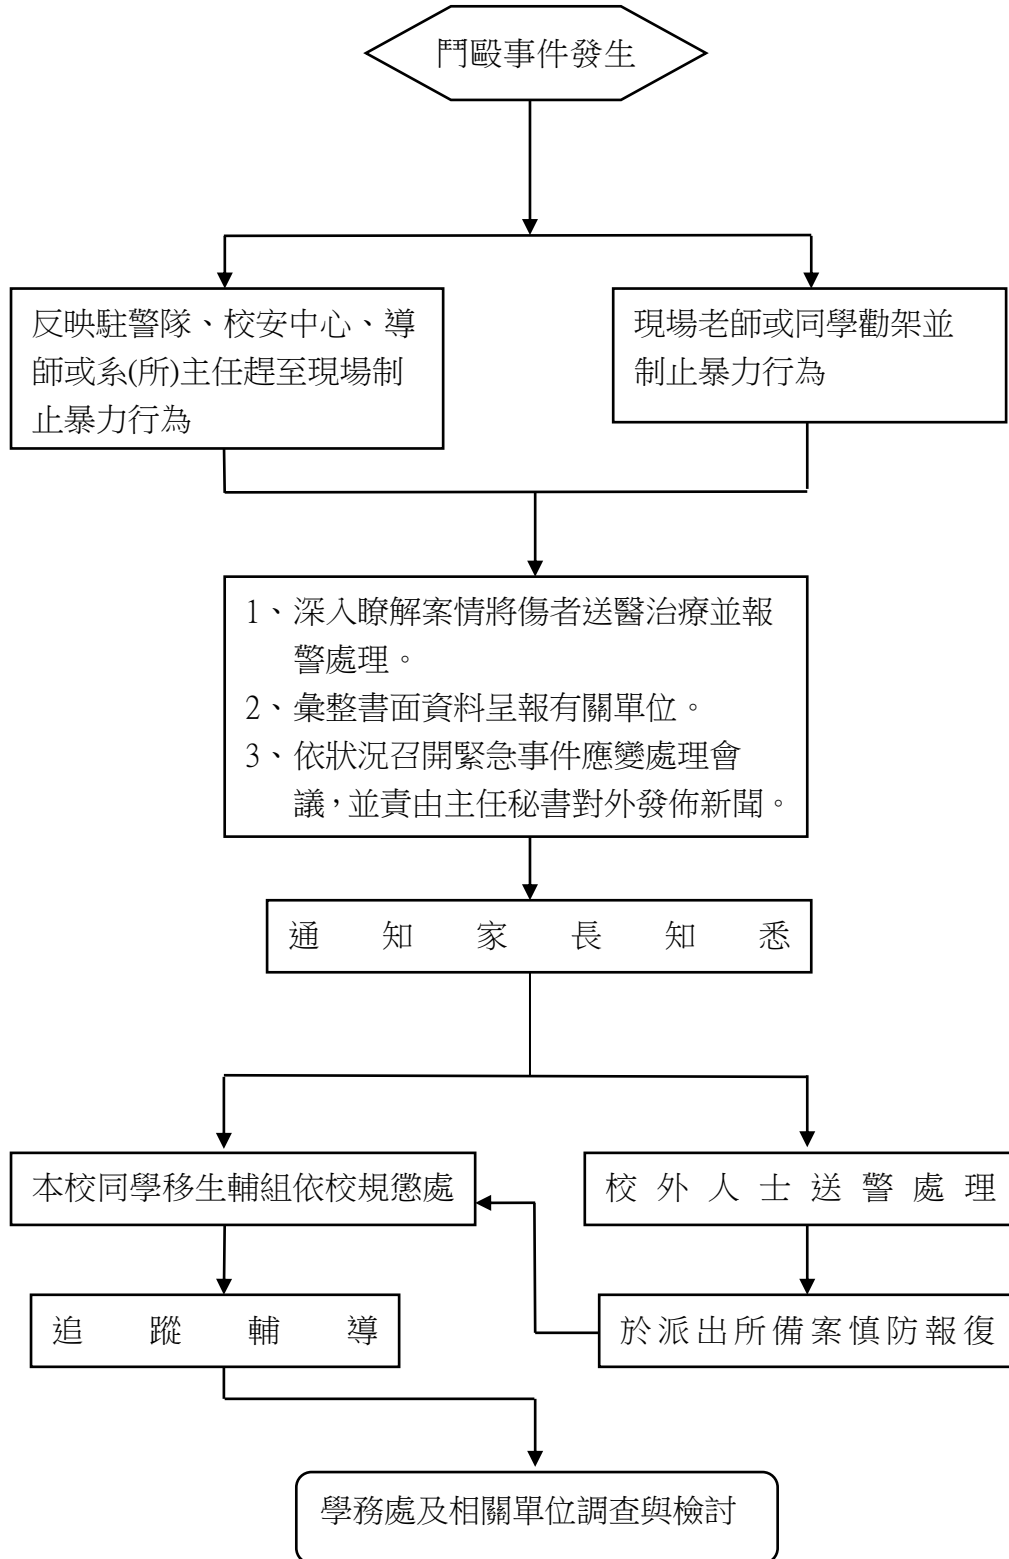 鬥毆事件發生
反映駐警隊、校安中心、導
師或系(所)主任趕至現場制
止暴力行為
現場老師或同學勸架並
制止暴力行為
1、深入瞭解案情將傷者送醫治療並報
警處理。
2、彙整書面資料呈報有關單位。
3、依狀況召開緊急事件應變處理會
議，並責由主任秘書對外發佈新聞。
通知家長知悉
本校同學移生輔組依校規懲處
校外人士送警處理
追蹤輔導
於派出所備案慎防報復
學務處及相關單位調查與檢討